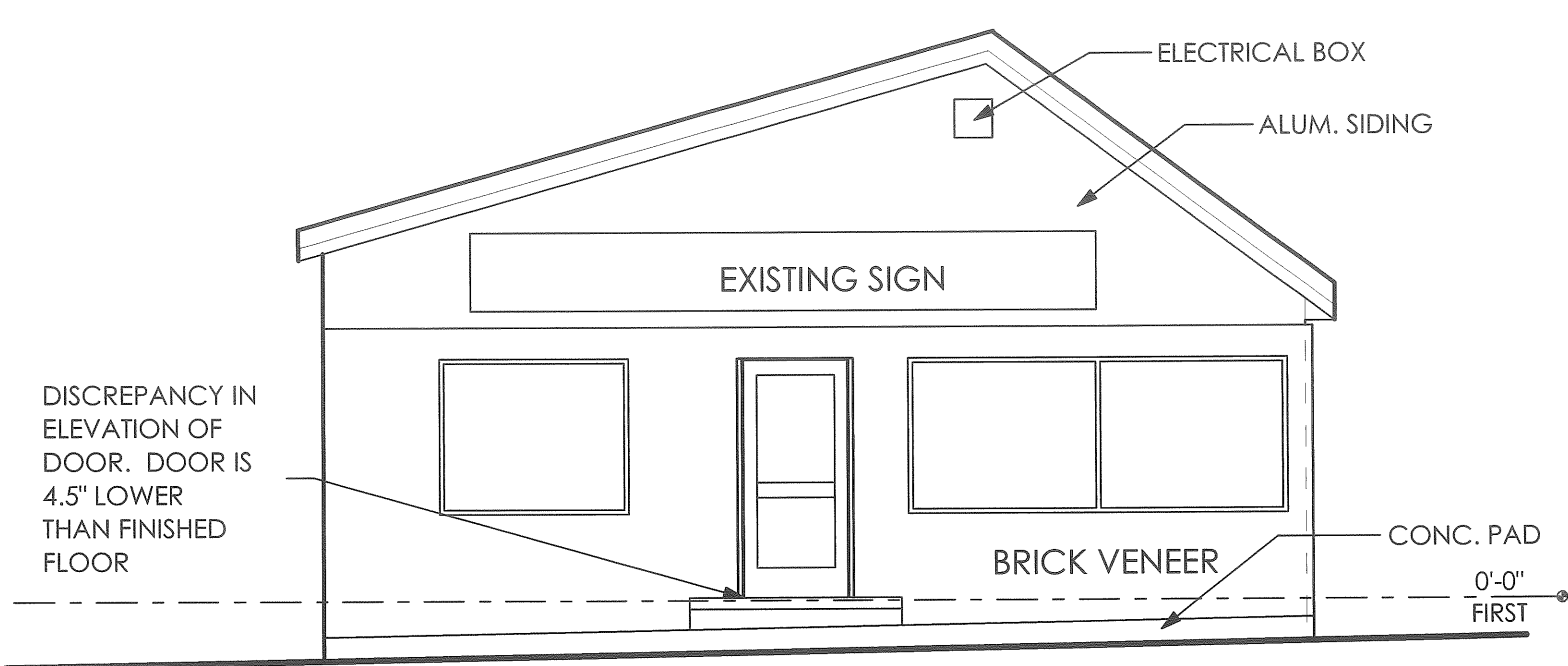 ELECTRICAL BOX
ALUM. SIDING
EXISTING SIGN
DISCREPANCY IN
ELEVATION OF
DOOR. DOOR IS
4.5" LOWER
THAN FINISHED
FLOOR
CONC. PAD
BRICK VENEER
0'-0"
FIRST